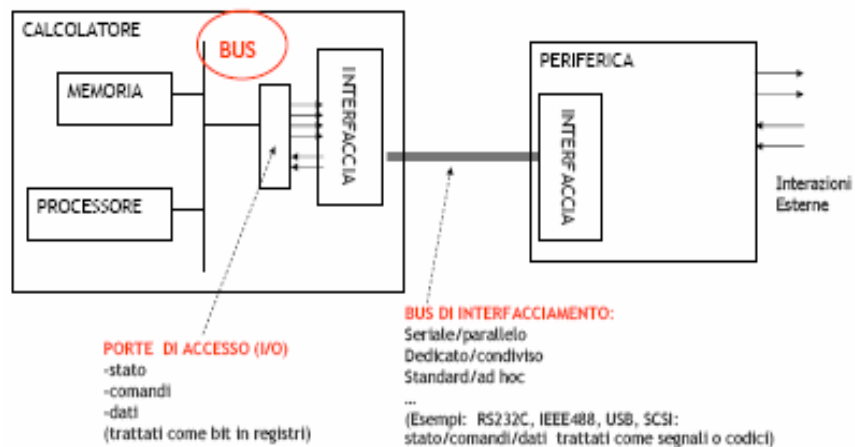 CALCOLATORE
BUS
MEMORIA
PROCESSORE
INTERFACCIA
PERIFERICA
INTERFACCIA
Interazioni
Esterne
PORTE DI ACCESSO (I/O)
-stato
-comandi
-dati
(trattati come bit in registri)
BUS DI INTERFACCIAMENTO:
Seriale/parallelo
Dedicato/condiviso
Standard/ad hoc
...
(Esempi: RS232C, IEEE488, USB, SCSI:
stato/comandi/dati trattati come segnali o codici)